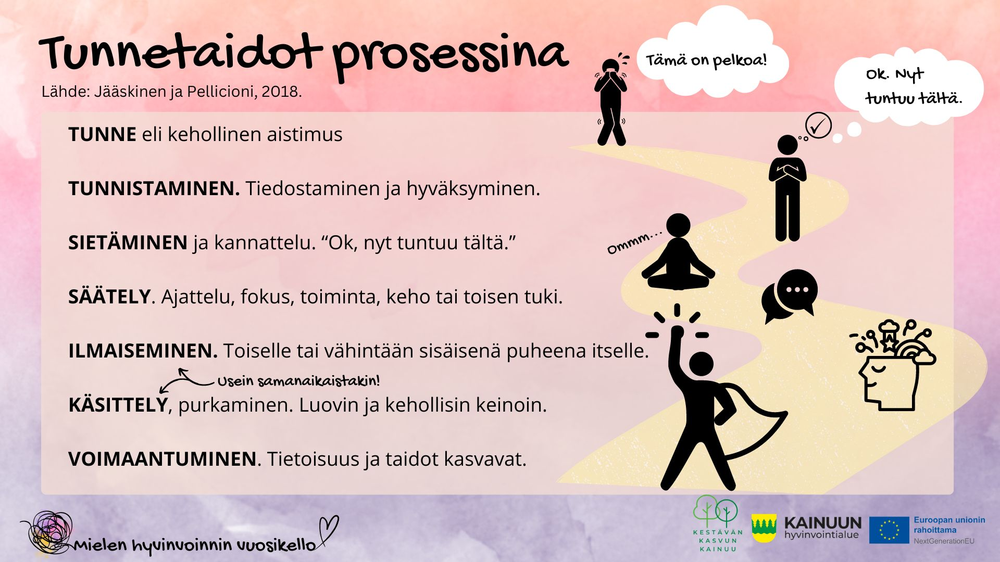 Tunnetaidot prosessina
Lähde: Jääskinen ja Pellicioni, 2018.
Tämä on pelkoa!
Ok. Nyt
tuntuu tältä.
TUNNE eli kehollinen aistimus
TUNNISTAMINEN. Tiedostaminen ja hyväksyminen.
SIETÄMINEN ja kannattelu. “Ok, nyt tuntuu tältä.”
Ommm...
SÄÄTELY. Ajattelu, fokus, toiminta, keho tai toisen tuki.
ILMAISEMINEN. Toiselle tai vähintään sisäisenä puheena itselle.
Usein samanaikaistakin!
KÄSITTELY, purkaminen. Luovin ja kehollisin keinoin.
VOIMAANTUMINEN. Tietoisuus ja taidot kasvavat.
Mielen hyvinvoinnin vuosikello
KESTÄVÄN
KASVUN
KAINUU
KAINUUN
hyvinvointialue
Euroopan unionin
rahoittama
NextGenerationEU